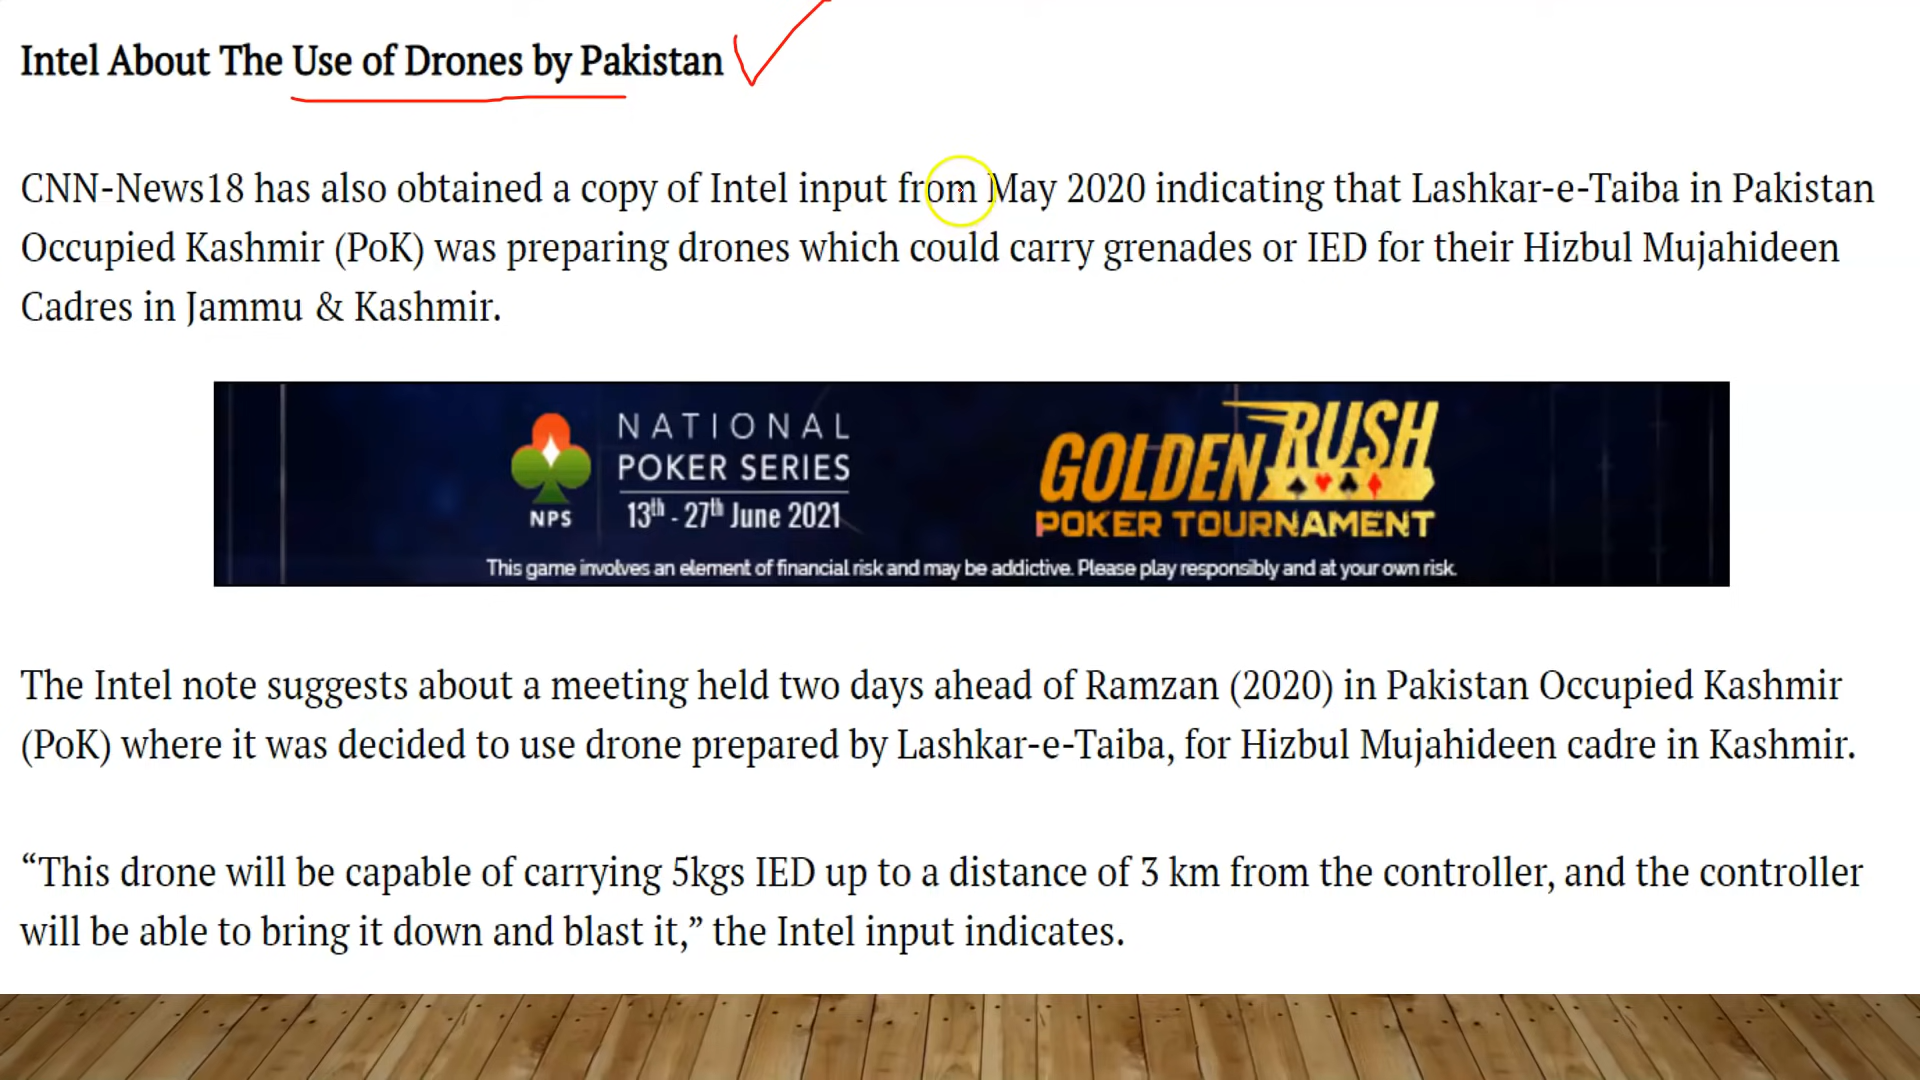 Intel About The Use of Drones by Pakistan
CNN-News18 has also obtained a copy of Intel input from May 2020 indicating that Lashkar-e-Taiba in Pakistan
Occupied Kashmir (PoK) was preparing drones which could carry grenades or IED for their Hizbul Mujahideen
Cadres in Jammu & Kashmir.
NPS
NATIONAL
POKER SERIES
13th - 27th June 2021
GOLDEN RUSH
POKER TOURNAMENT
This game involves an element of financial risk and may be addictive. Please play responsibly and at your own risk.
The Intel note suggests about a meeting held two days ahead of Ramzan (2020) in Pakistan Occupied Kashmir
(PoK) where it was decided to use drone prepared by Lashkar-e-Taiba, for Hizbul Mujahideen cadre in Kashmir.
“This drone will be capable of carrying 5kgs IED up to a distance of 3 km from the controller, and the controller
will be able to bring it down and blast it,” the Intel input indicates.